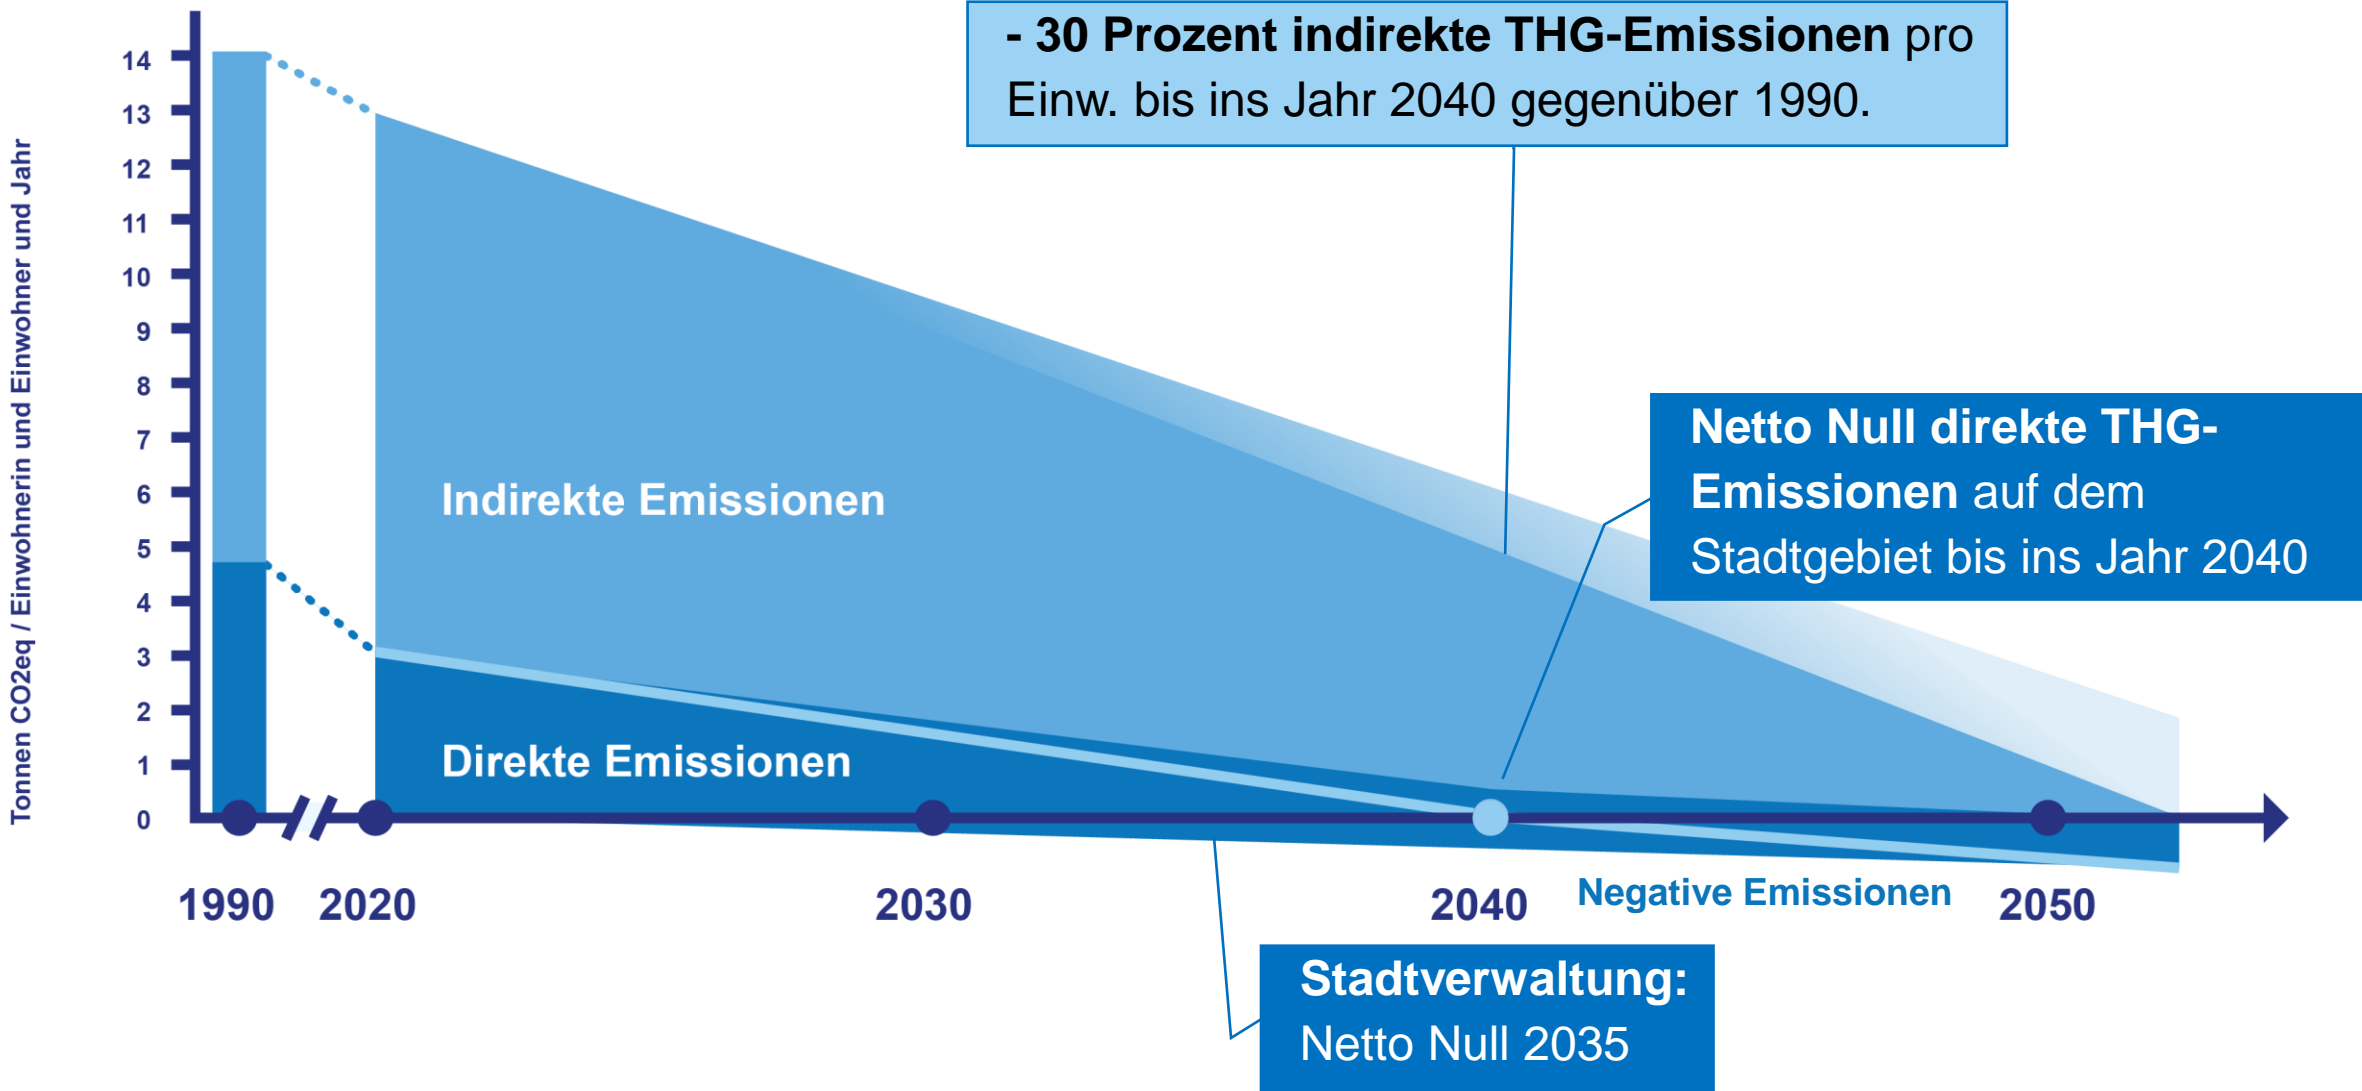 - 30 Prozent indirekte THG-Emissionen pro
Einw. bis ins Jahr 2040 gegenüber 1990.
Tonnen CO2eq / Einwohnerin und Einwohner und Jahr
14
13
12
11
10
9
8
7
6
5
4
3
2
1
0
Netto Null direkte THG-
Emissionen auf dem
Stadtgebiet bis ins Jahr 2040
Indirekte Emissionen
Direkte Emissionen
1990 2020 2030 2040 2050
Negative Emissionen
Stadtverwaltung:
Netto Null 2035